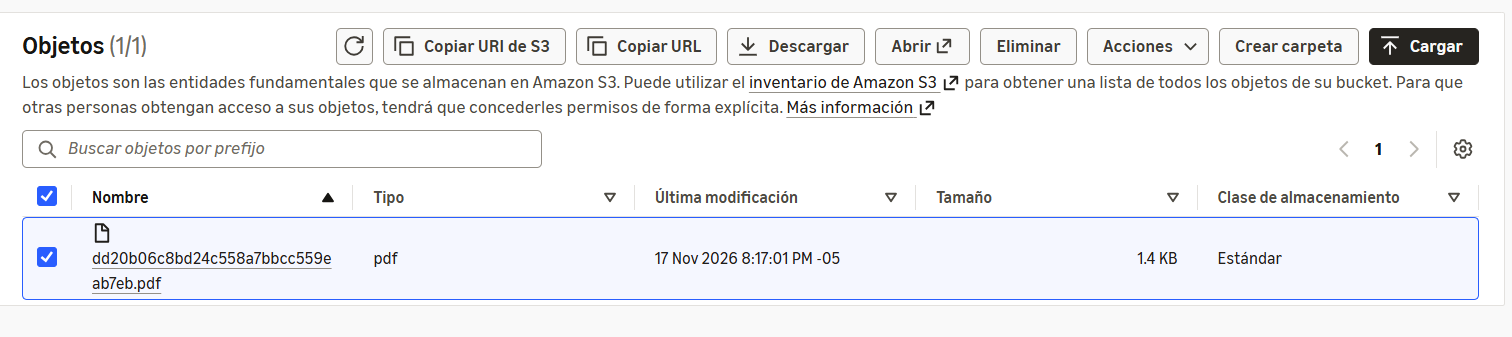 Objetos (1/1)
Copiar URI de S3
Copiar URL
Descargar
Abrir
Eliminar
Acciones
Crear carpeta
Cargar
Los objetos son las entidades fundamentales que se almacenan en Amazon S3. Puede utilizar el inventario de Amazon S3 para obtener una lista de todos los objetos de su bucket. Para que
otras personas obtengan acceso a sus objetos, tendrá que concederles permisos de forma explícita. Más información
Buscar objetos por prefijo
1
Nombre
Tipo
Última modificación
Tamaño
Clase de almacenamiento
dd20b06c8bd24c558a7bbcc559e
ab7eb.pdf
pdf
17 Nov 2026 8:17:01 PM -05
1.4 KB
Estándar